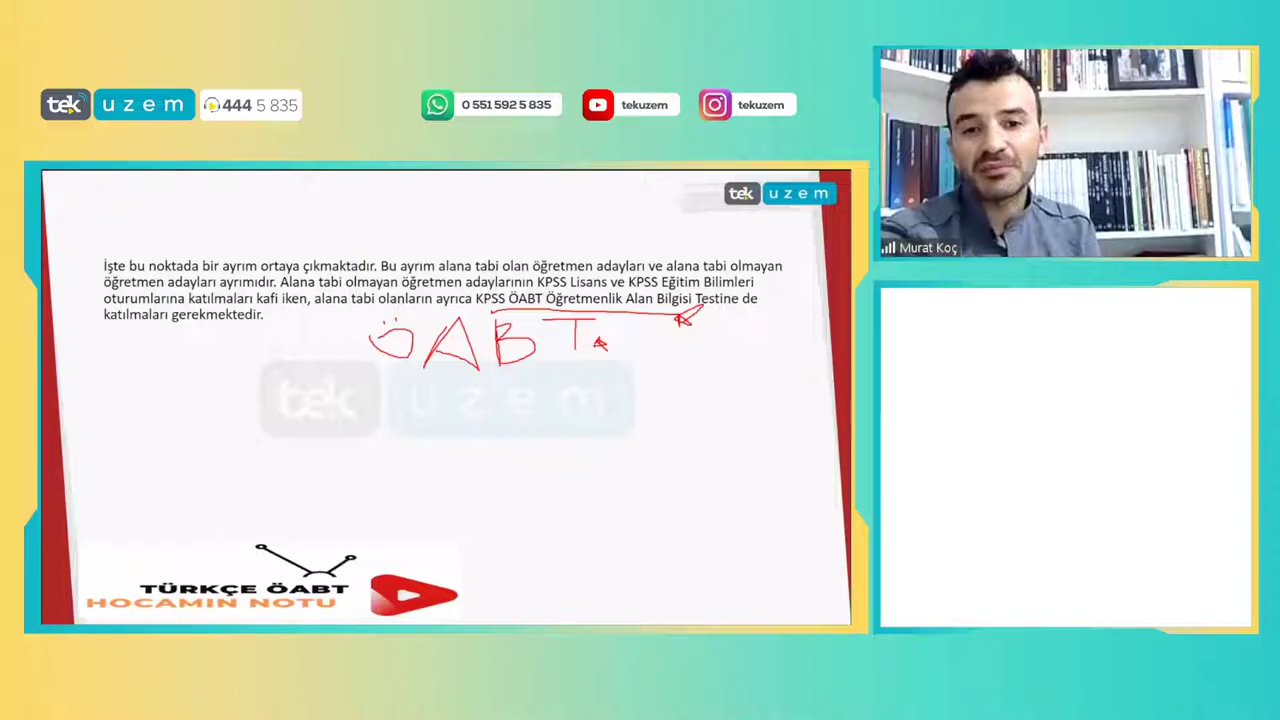 tek uzem 444 5 835
0 551 592 5 835 tekuzem tekuzem
tek uzem
Murat Koç
İşte bu noktada bir ayrım ortaya çıkmaktadır. Bu ayrım alana tabi olan öğretmen adayları ve alana tabi olmayan
öğretmen adayları ayrımıdır. Alana tabi olmayan öğretmen adaylarının KPSS Lisans ve KPSS Eğitim Bilimleri
oturumlarına katılmaları kafi iken, alana tabi olanların ayrıca KPSS ÖABT Öğretmenlik Alan Bilgisi Testine de
katılmaları gerekmektedir.
ÖABT
tek uzem
TÜRKÇE ÖABT
HOCAMIN NOTU